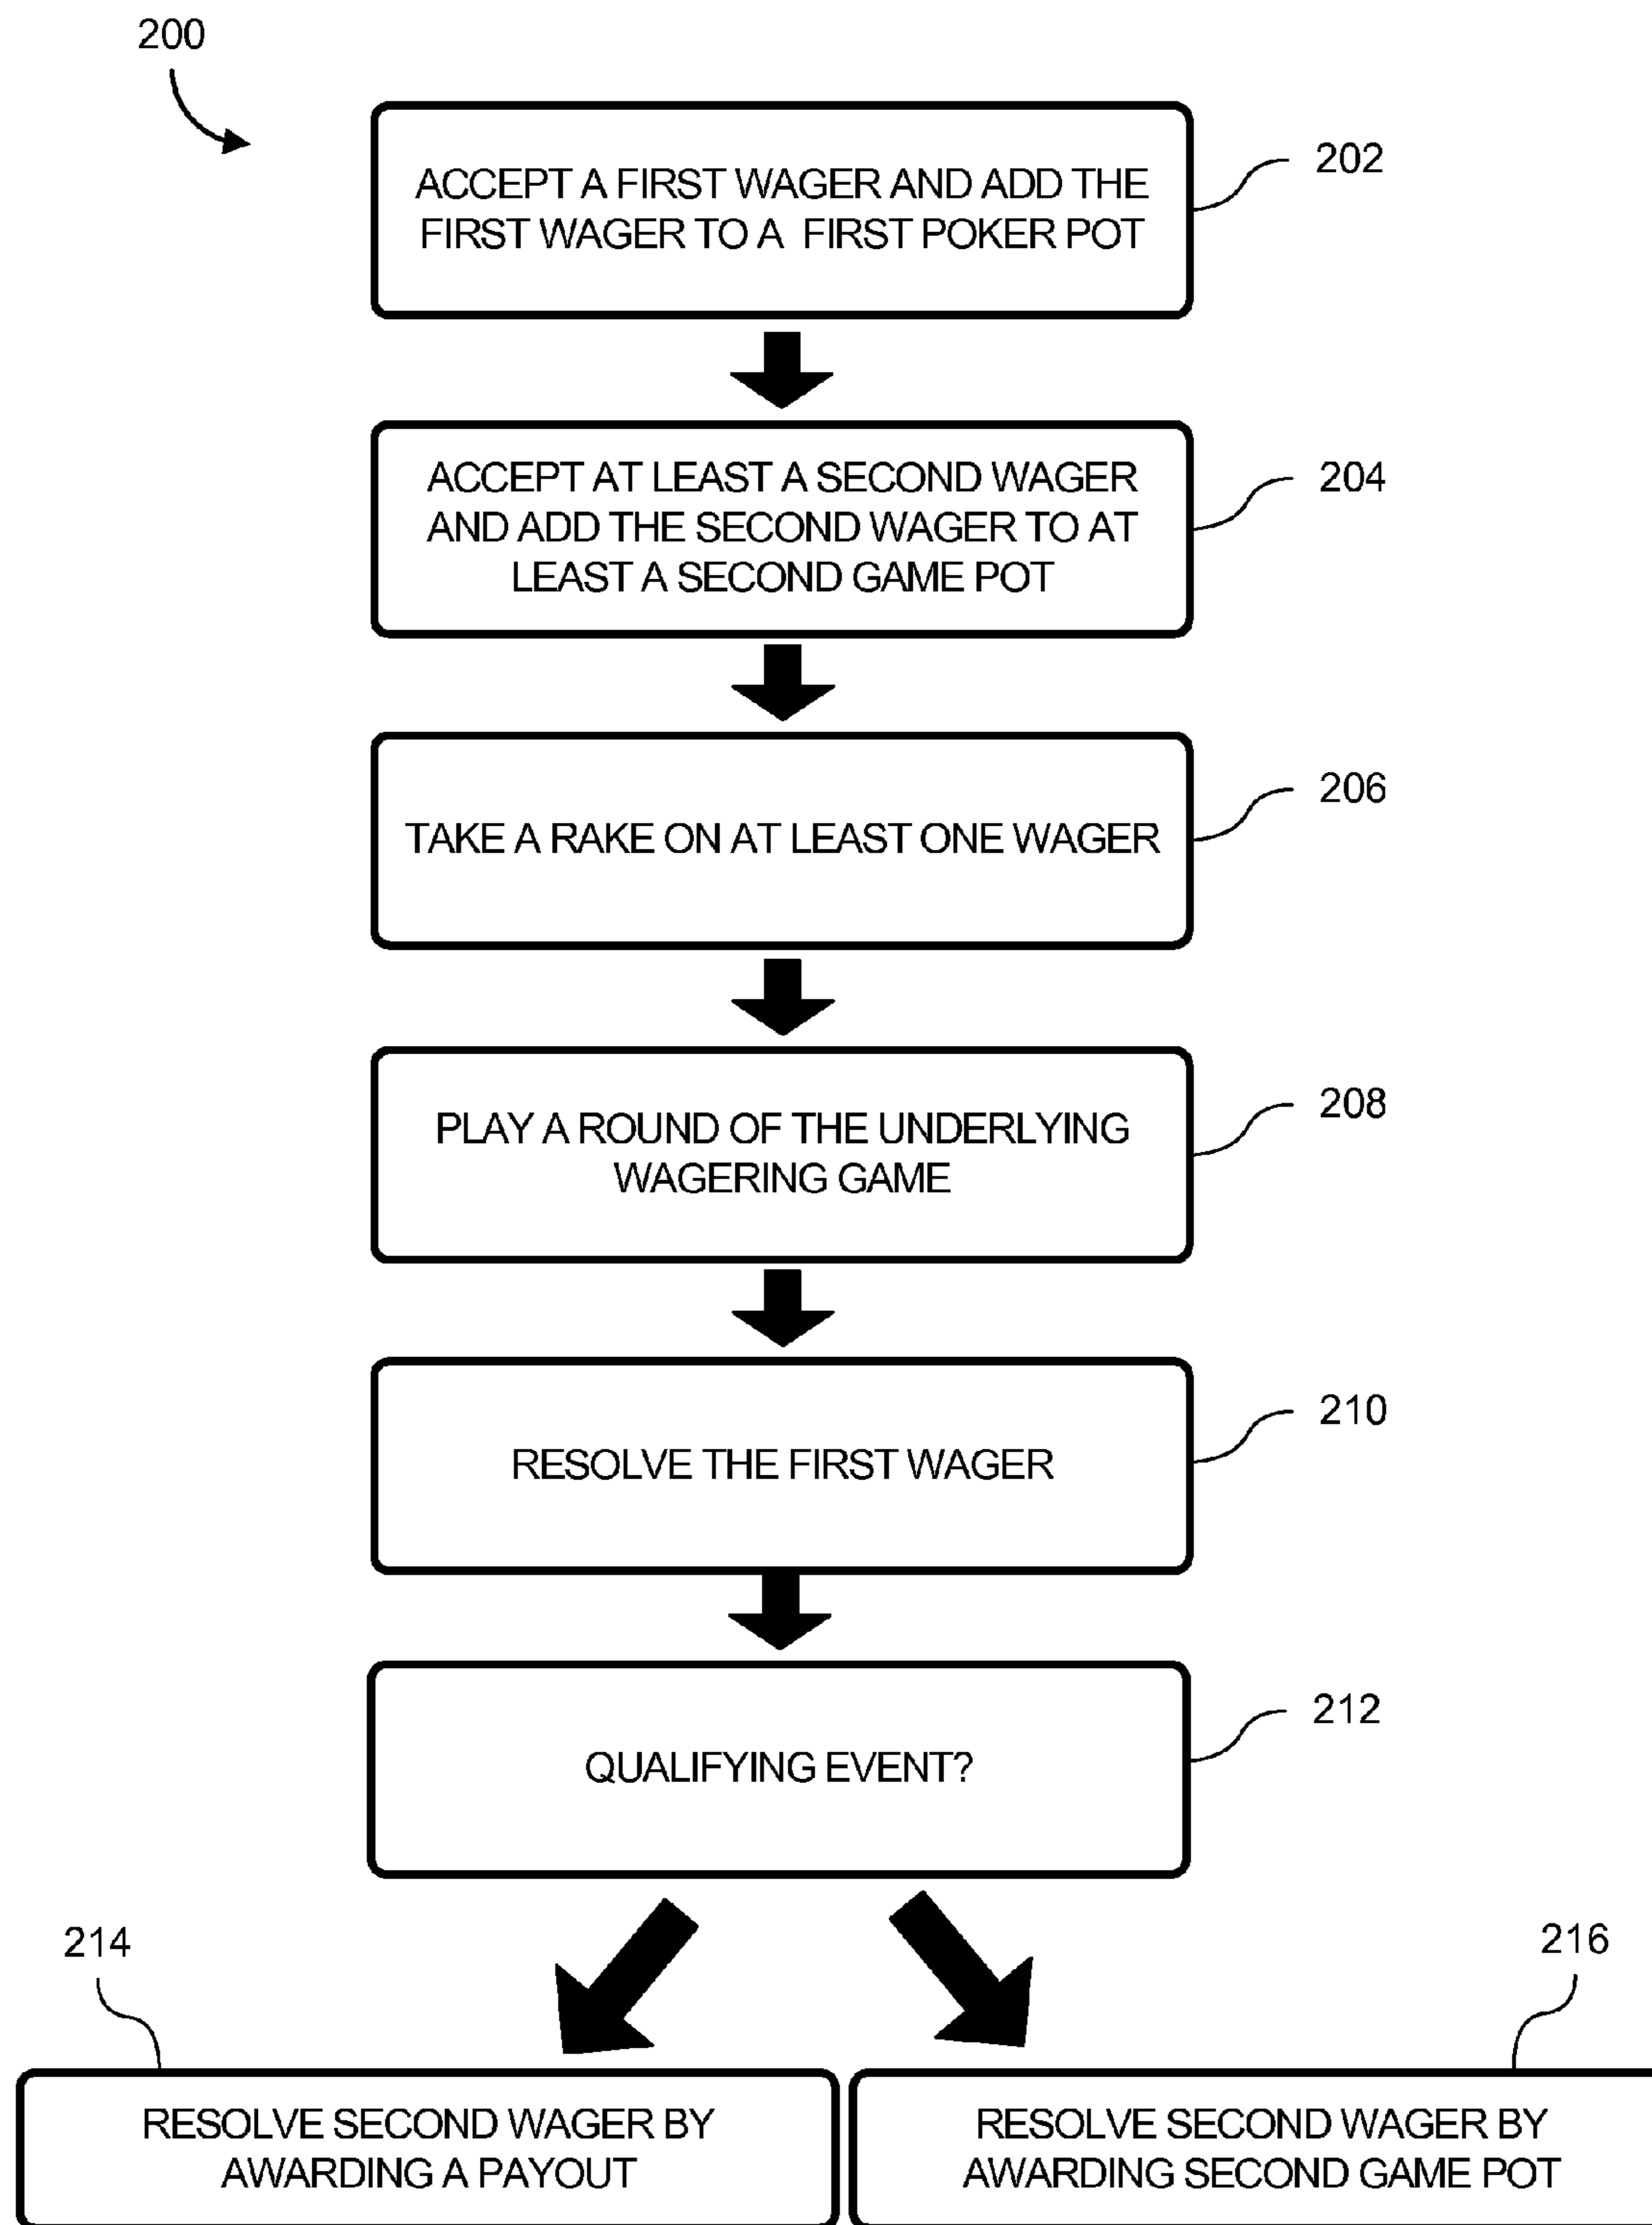 200
ACCEPT A FIRST WAGER AND ADD THE
FIRST WAGER TO A FIRST POKER POT
202
ACCEPT AT LEAST A SECOND WAGER
AND ADD THE SECOND WAGER TO AT
LEAST A SECOND GAME POT
204
TAKE A RAKE ON AT LEAST ONE WAGER
206
PLAY A ROUND OF THE UNDERLYING
WAGERING GAME
208
RESOLVE THE FIRST WAGER
210
QUALIFYING EVENT?
212
214
RESOLVE SECOND WAGER BY
AWARDING A PAYOUT
216
RESOLVE SECOND WAGER BY
AWARDING SECOND GAME POT